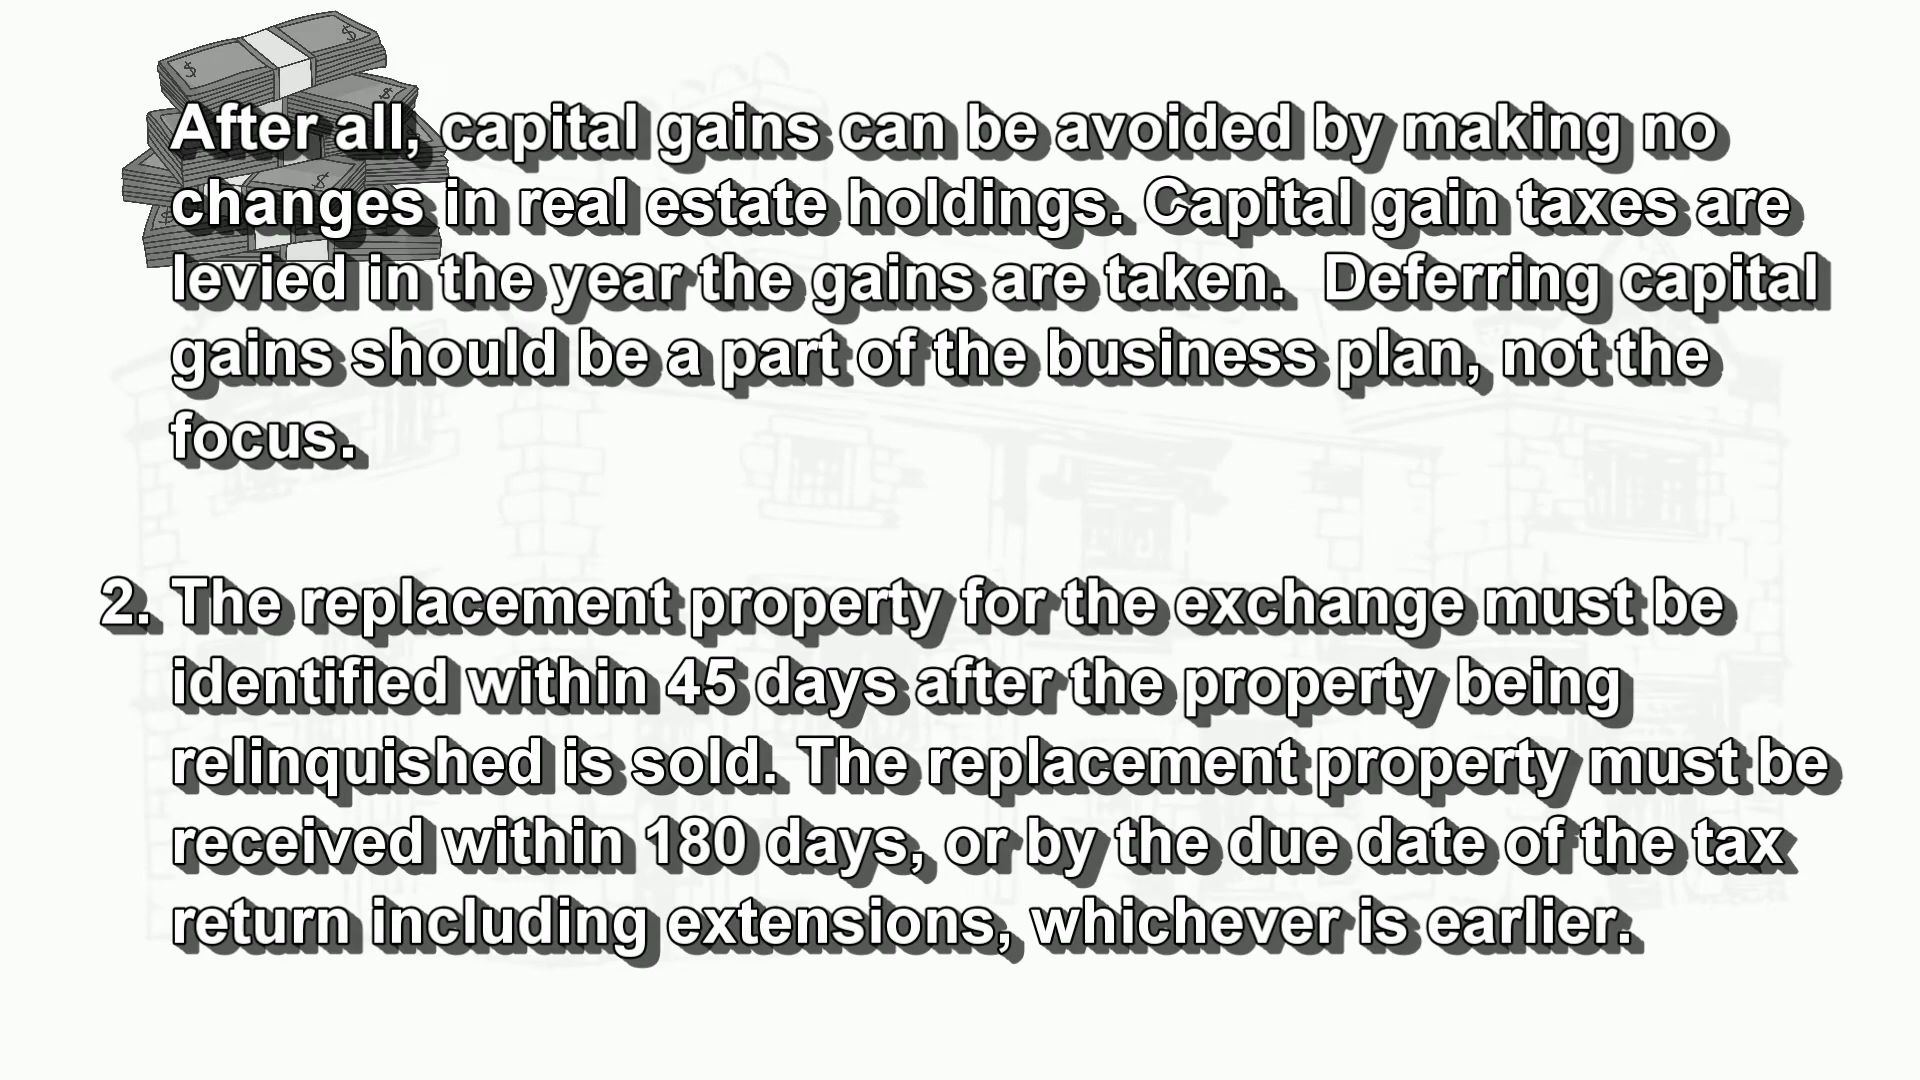 After all, capital gains can be avoided by making no
changes in real estate holdings. Capital gain taxes are
levied in the year the gains are taken.  Deferring capital
gains should be a part of the business plan, not the
focus.
2. The replacement property for the exchange must be
identified within 45 days after the property being
relinquished is sold. The replacement property must be
received within 180 days, or by the due date of the tax
return including extensions, whichever is earlier.